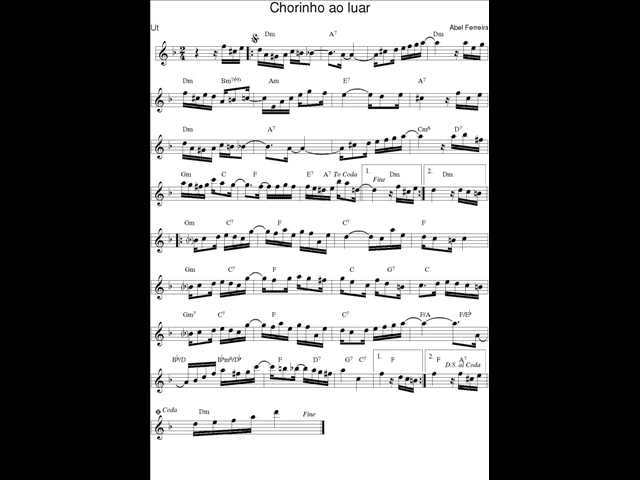 Chorinho ao luar
Ut
Abel Ferreira
Dm A7 Dm
Dm Bm7(b5) Am E7 A7
Dm A7 Cm6 D7
Gm C F E7 A7 To Coda 1. Fine Dm 2. Dm
Gm C7 F C7 F
Gm C7 F C G7 C
Gm7 C7 F C7 F/A F/Eb
Bb/D Bbm6/Db F D7 G7 C7 1. F 2. F A7
D.S. al Coda
Coda Dm Fine